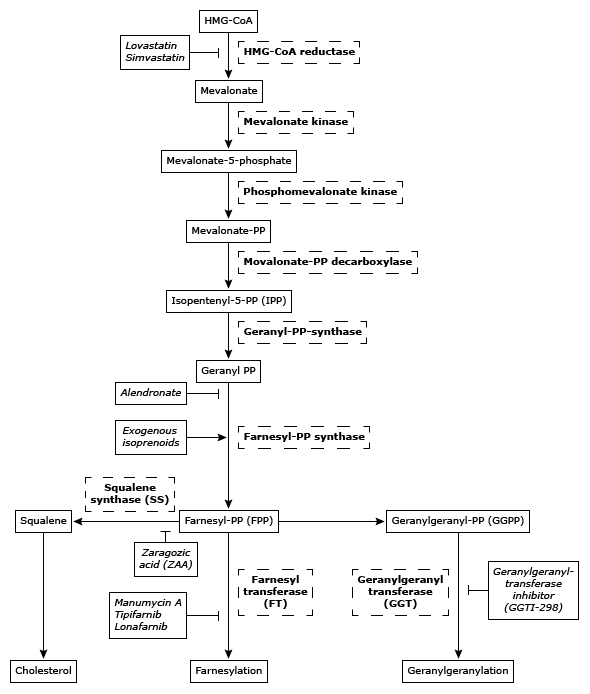 HMG-CoA
Lovastatin
Simvastatin
HMG-CoA reductase
Mevalonate
Mevalonate kinase
Mevalonate-5-phosphate
Phosphomevalonate kinase
Mevalonate-PP
Movalonate-PP decarboxylase
Isopentenyl-5-PP (IPP)
Geranyl-PP-synthase
Geranyl PP
Alendronate
Exogenous
isoprenoids
Farnesyl-PP synthase
Squalene
synthase (SS)
Squalene
Farnesyl-PP (FPP)
Geranylgeranyl-PP (GGPP)
Zaragozic
acid (ZAA)
Manumycin A
Tipifarnib
Lonafarnib
Farnesyl
transferase
(FT)
Geranylgeranyl
transferase
(GGT)
Geranylgeranyl-
transferase
inhibitor
(GGTI-298)
Cholesterol
Farnesylation
Geranylgeranylation